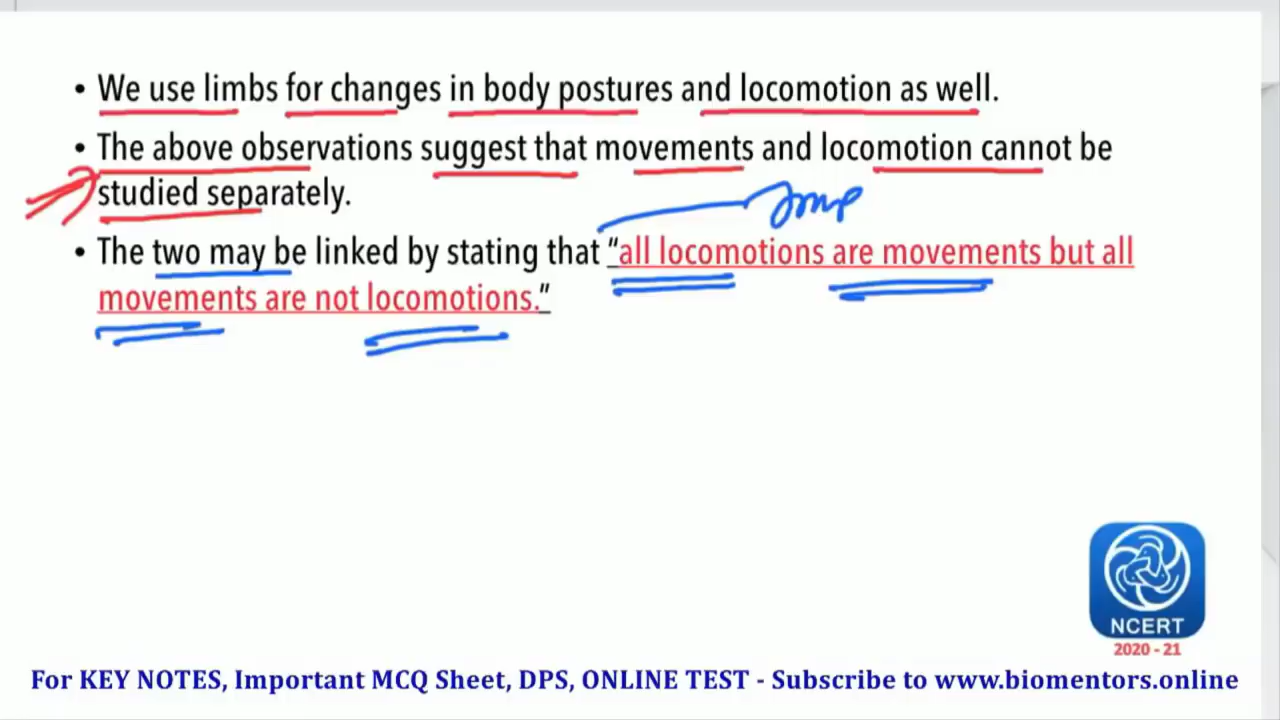 • We use limbs for changes in body postures and locomotion as well.
• The above observations suggest that movements and locomotion cannot be
studied separately.
Imp
• The two may be linked by stating that “all locomotions are movements but all
movements are not locomotions.”
NCERT
2020 - 21
For KEY NOTES, Important MCQ Sheet, DPS, ONLINE TEST - Subscribe to www.biomentors.online